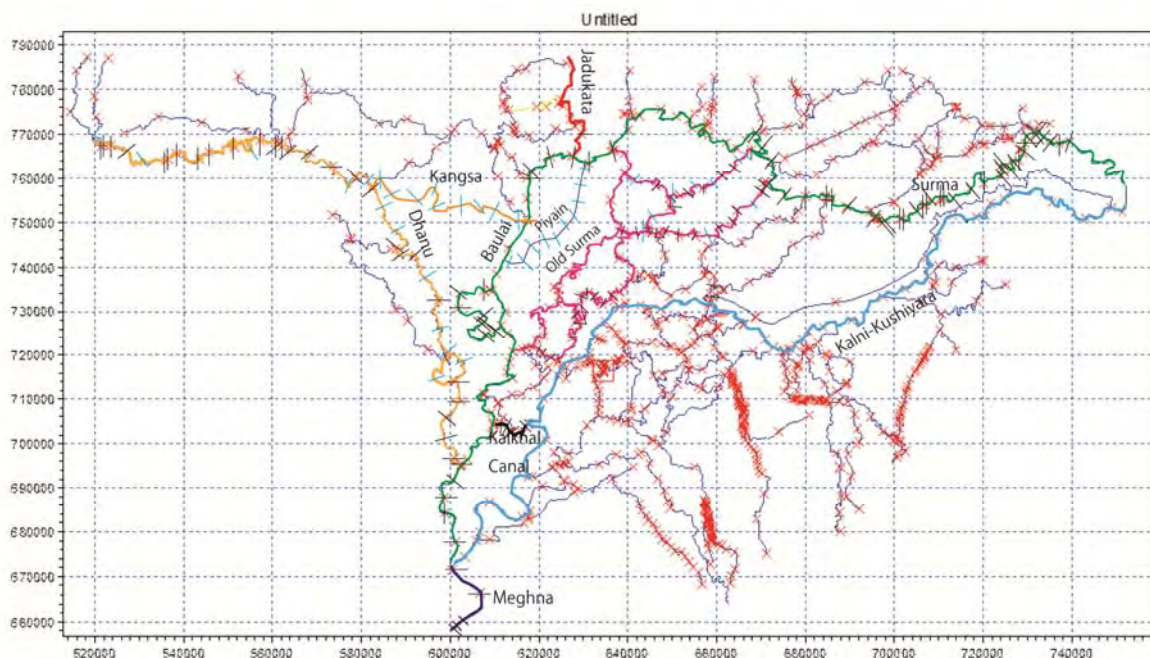 Untitled
790000
780000
770000
760000
750000
740000
730000
720000
710000
700000
690000
680000
670000
660000
Jadukata
Kangsa
Dhanu
Baulai
Piyain
Old Surma
Surma
Kalni-Kushiyara
Kalkhal
Canal
Meghna
520000 540000 560000 580000 600000 620000 640000 660000 680000 700000 720000 740000